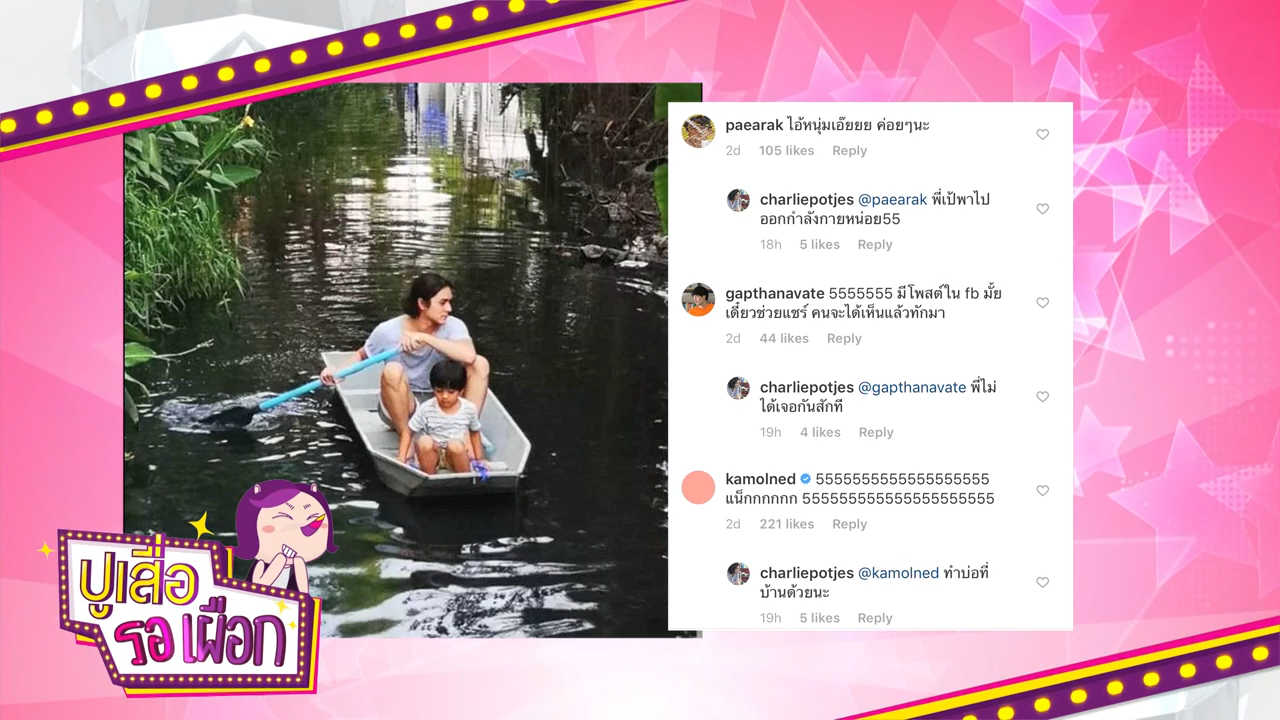 paearak ไอ้หนุ่มเอ๊ยยย ค่อยๆนะ
2d 105 likes Reply
charliepotjes @paearak พี่เป้พาไป
ออกกำลังกายหน่อย55
18h 5 likes Reply
gapthanavate 5555555 มีโพสต์ใน fb มั้ย
เดี๋ยวช่วยแชร์ คนจะได้เห็นแล้วทักมา
2d 44 likes Reply
charliepotjes @gapthanavate พี่ไม่
ได้เจอกันสักที
19h 4 likes Reply
kamolned 5555555555555555555
แน็กกกกกก 555555555555555555555
2d 221 likes Reply
charliepotjes @kamolned ทำบ่อที่
บ้านด้วยนะ
19h 5 likes Reply
ปูเสื่อ
รอเผือก